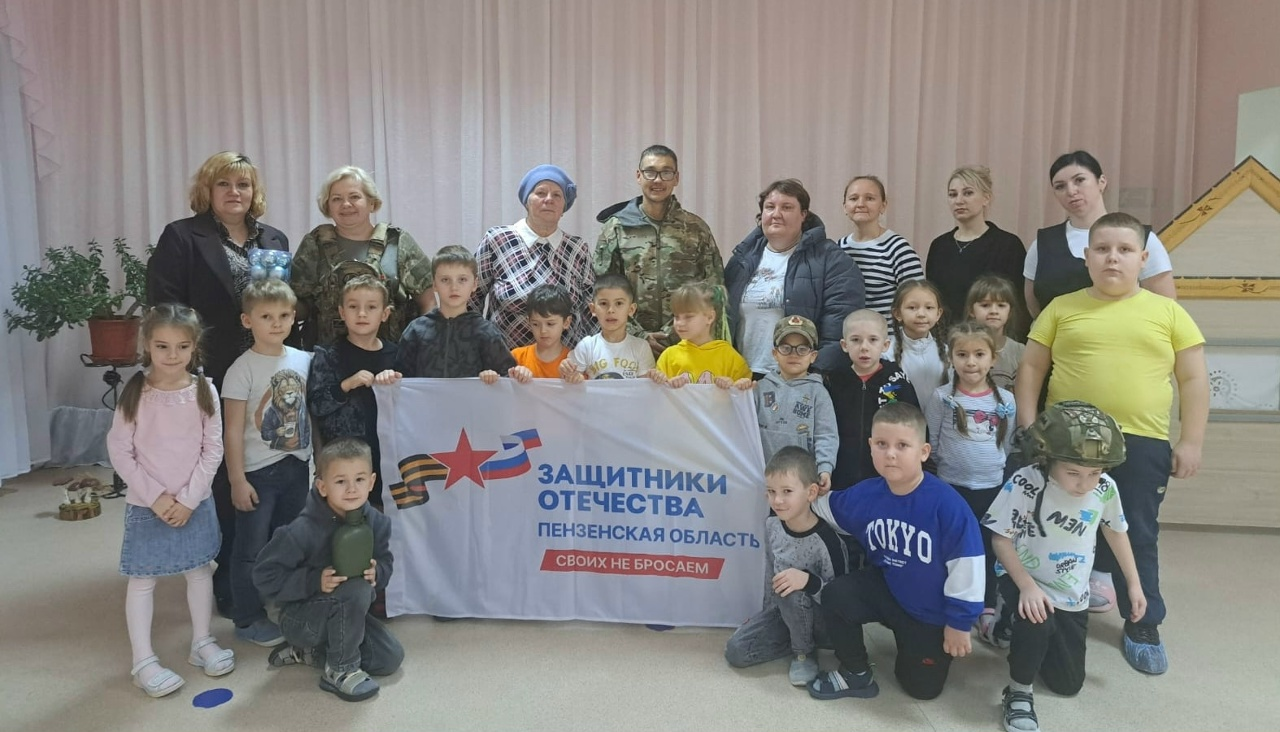 ЗАЩИТНИКИ
ОТЕЧЕСТВА
ПЕНЗЕНСКАЯ ОБЛАСТЬ
СВОИХ НЕ БРОСАЕМ
TOKYO